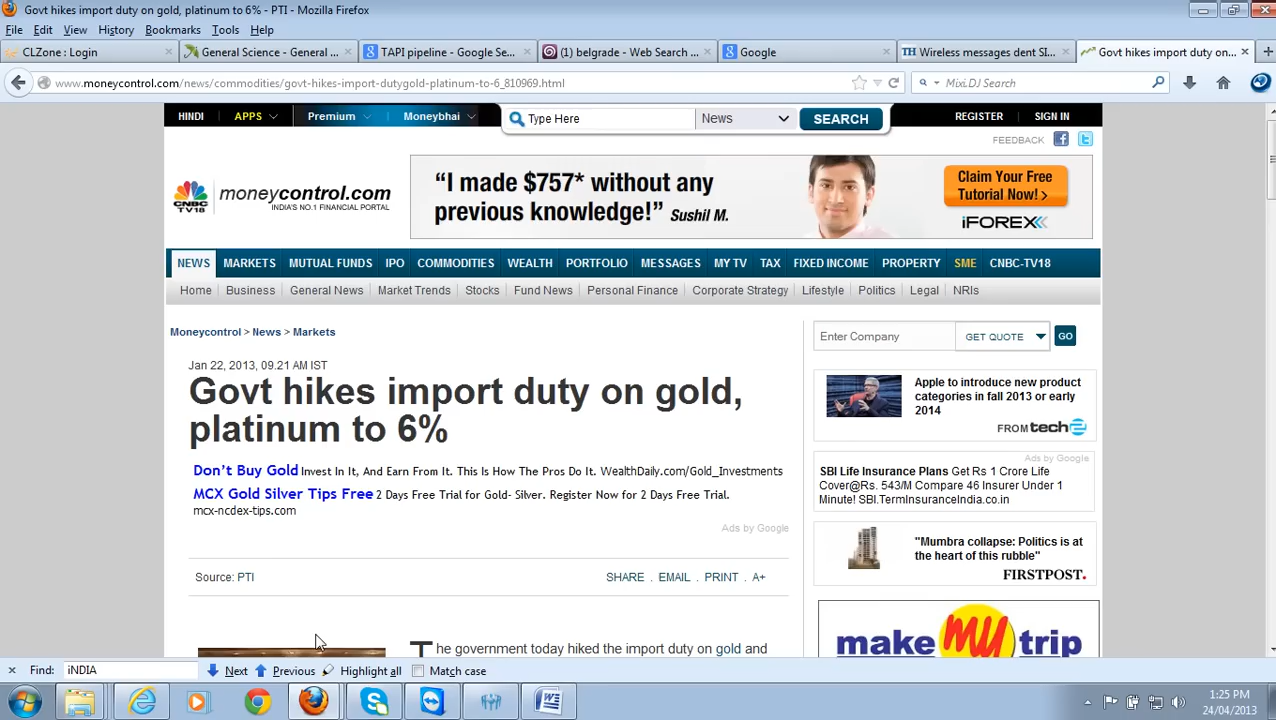 Govt hikes import duty on gold, platinum to 6% - PTI - Mozilla Firefox
File Edit View History Bookmarks Tools Help
CLZone : Login
General Science - General ...
TAPI pipeline - Google Se...
(1) belgrade - Web Search ...
Google
Wireless messages dent SI...
Govt hikes import duty on...
www.moneycontrol.com/news/commodities/govt-hikes-import-dutygold-platinum-to-6_810969.html
Mixi.DJ Search
HINDI APPS Premium Moneybhai
Type Here News SEARCH
REGISTER SIGN IN
FEEDBACK
CNBC TV18
moneycontrol.com
INDIA'S NO.1 FINANCIAL PORTAL
“I made $757* without any
previous knowledge!” Sushil M.
Claim Your Free
Tutorial Now! >
iFOREX
NEWS MARKETS MUTUAL FUNDS IPO COMMODITIES WEALTH PORTFOLIO MESSAGES MY TV TAX FIXED INCOME PROPERTY SME CNBC-TV18
Home Business General News Market Trends Stocks Fund News Personal Finance Corporate Strategy Lifestyle Politics Legal NRIs
Moneycontrol > News > Markets
Enter Company GET QUOTE GO
Jan 22, 2013, 09.21 AM IST
Govt hikes import duty on gold,
platinum to 6%
Don’t Buy Gold Invest In It, And Earn From It. This Is How The Pros Do It. WealthDaily.com/Gold_Investments
MCX Gold Silver Tips Free 2 Days Free Trial for Gold- Silver. Register Now for 2 Days Free Trial.
mcx-ncdex-tips.com
Ads by Google
Source: PTI
SHARE . EMAIL . PRINT . A+
The government today hiked the import duty on gold and
Apple to introduce new product
categories in fall 2013 or early
2014
FROM tech2
Ads by Google
SBI Life Insurance Plans Get Rs 1 Crore Life
Cover@Rs. 543/M Compare 46 Insurer Under 1
Minute! SBI.TermInsuranceIndia.co.in
"Mumbra collapse: Politics is at
the heart of this rubble"
FIRSTPOST.
make my trip
Find: iNDIA Next Previous Highlight all Match case
1:25 PM
24/04/2013